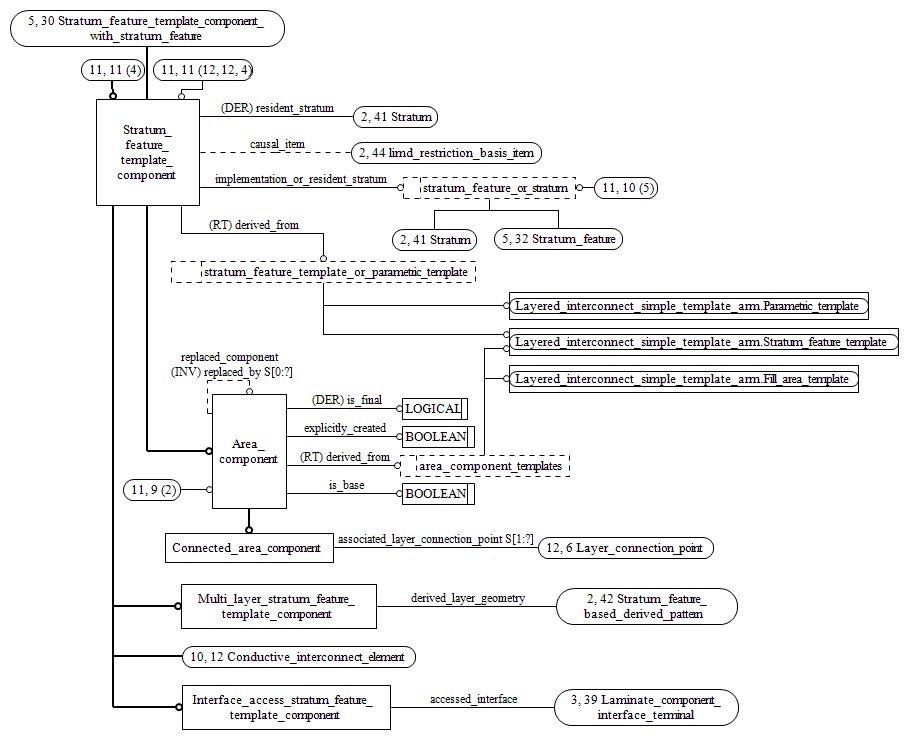 5, 30 Stratum_feature_template_component_
with_stratum_feature
11, 11 (4)
11, 11 (12, 12, 4)
Stratum_
feature_
template_
component
(DER) resident_stratum
2, 41 Stratum
causal_item
2, 44 limd_restriction_basis_item
implementation_or_resident_stratum
stratum_feature_or_stratum
11, 10 (5)
2, 41 Stratum
5, 32 Stratum_feature
(RT) derived_from
stratum_feature_template_or_parametric_template
Layered_interconnect_simple_template_arm.Parametric_template
Layered_interconnect_simple_template_arm.Stratum_feature_template
Layered_interconnect_simple_template_arm.Fill_area_template
replaced_component
(INV) replaced_by S[0:?]
Area_
component
(DER) is_final
LOGICAL
explicitly_created
BOOLEAN
(RT) derived_from
area_component_templates
is_base
BOOLEAN
11, 9 (2)
Connected_area_component
associated_layer_connection_point S[1:?]
12, 6 Layer_connection_point
Multi_layer_stratum_feature_
template_component
derived_layer_geometry
2, 42 Stratum_feature_
based_derived_pattern
10, 12 Conductive_interconnect_element
Interface_access_stratum_feature_
template_component
accessed_interface
3, 39 Laminate_component_
interface_terminal